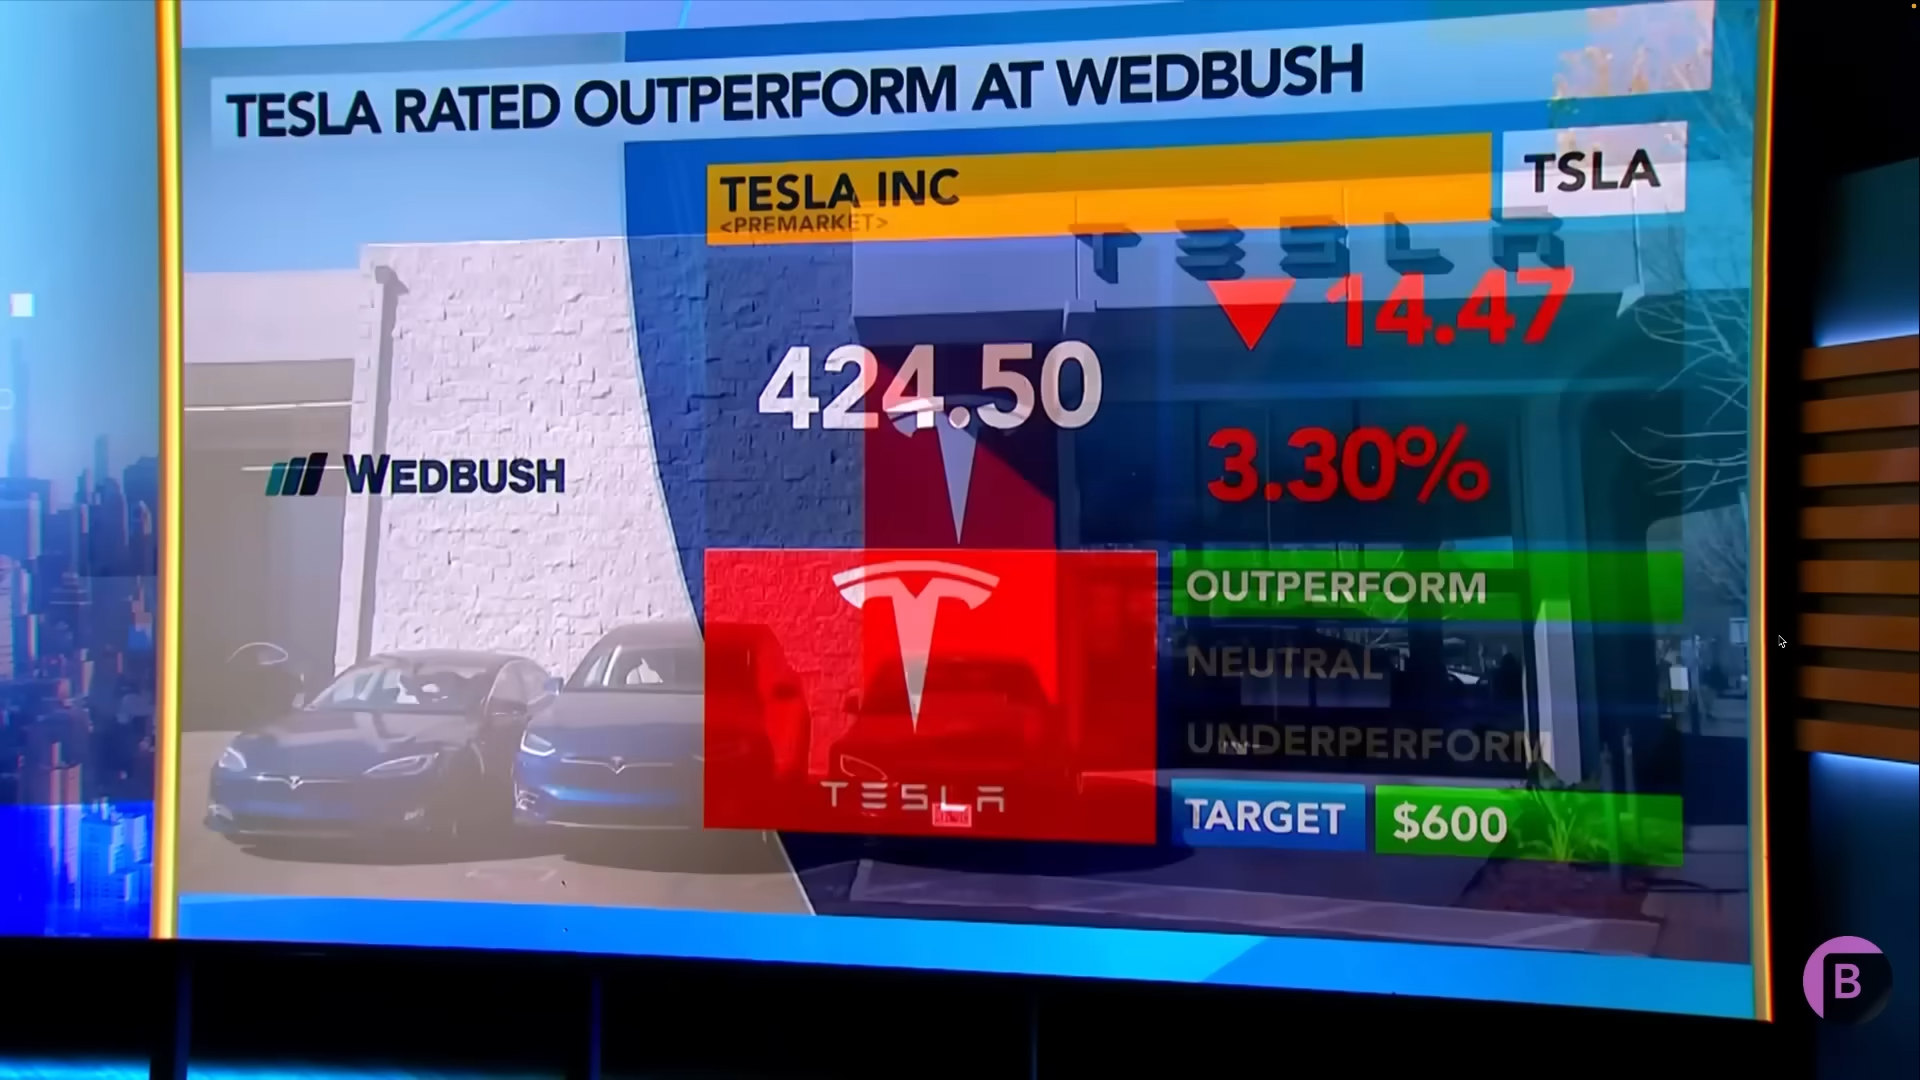 TESLA RATED OUTPERFORM AT WEDBUSH
TESLA INC
<PREMARKET>
TSLA
TESLA
▼ 14.47
424.50
3.30%
WEDBUSH
OUTPERFORM
NEUTRAL
UNDERPERFORM
TESLA
TARGET $600
B